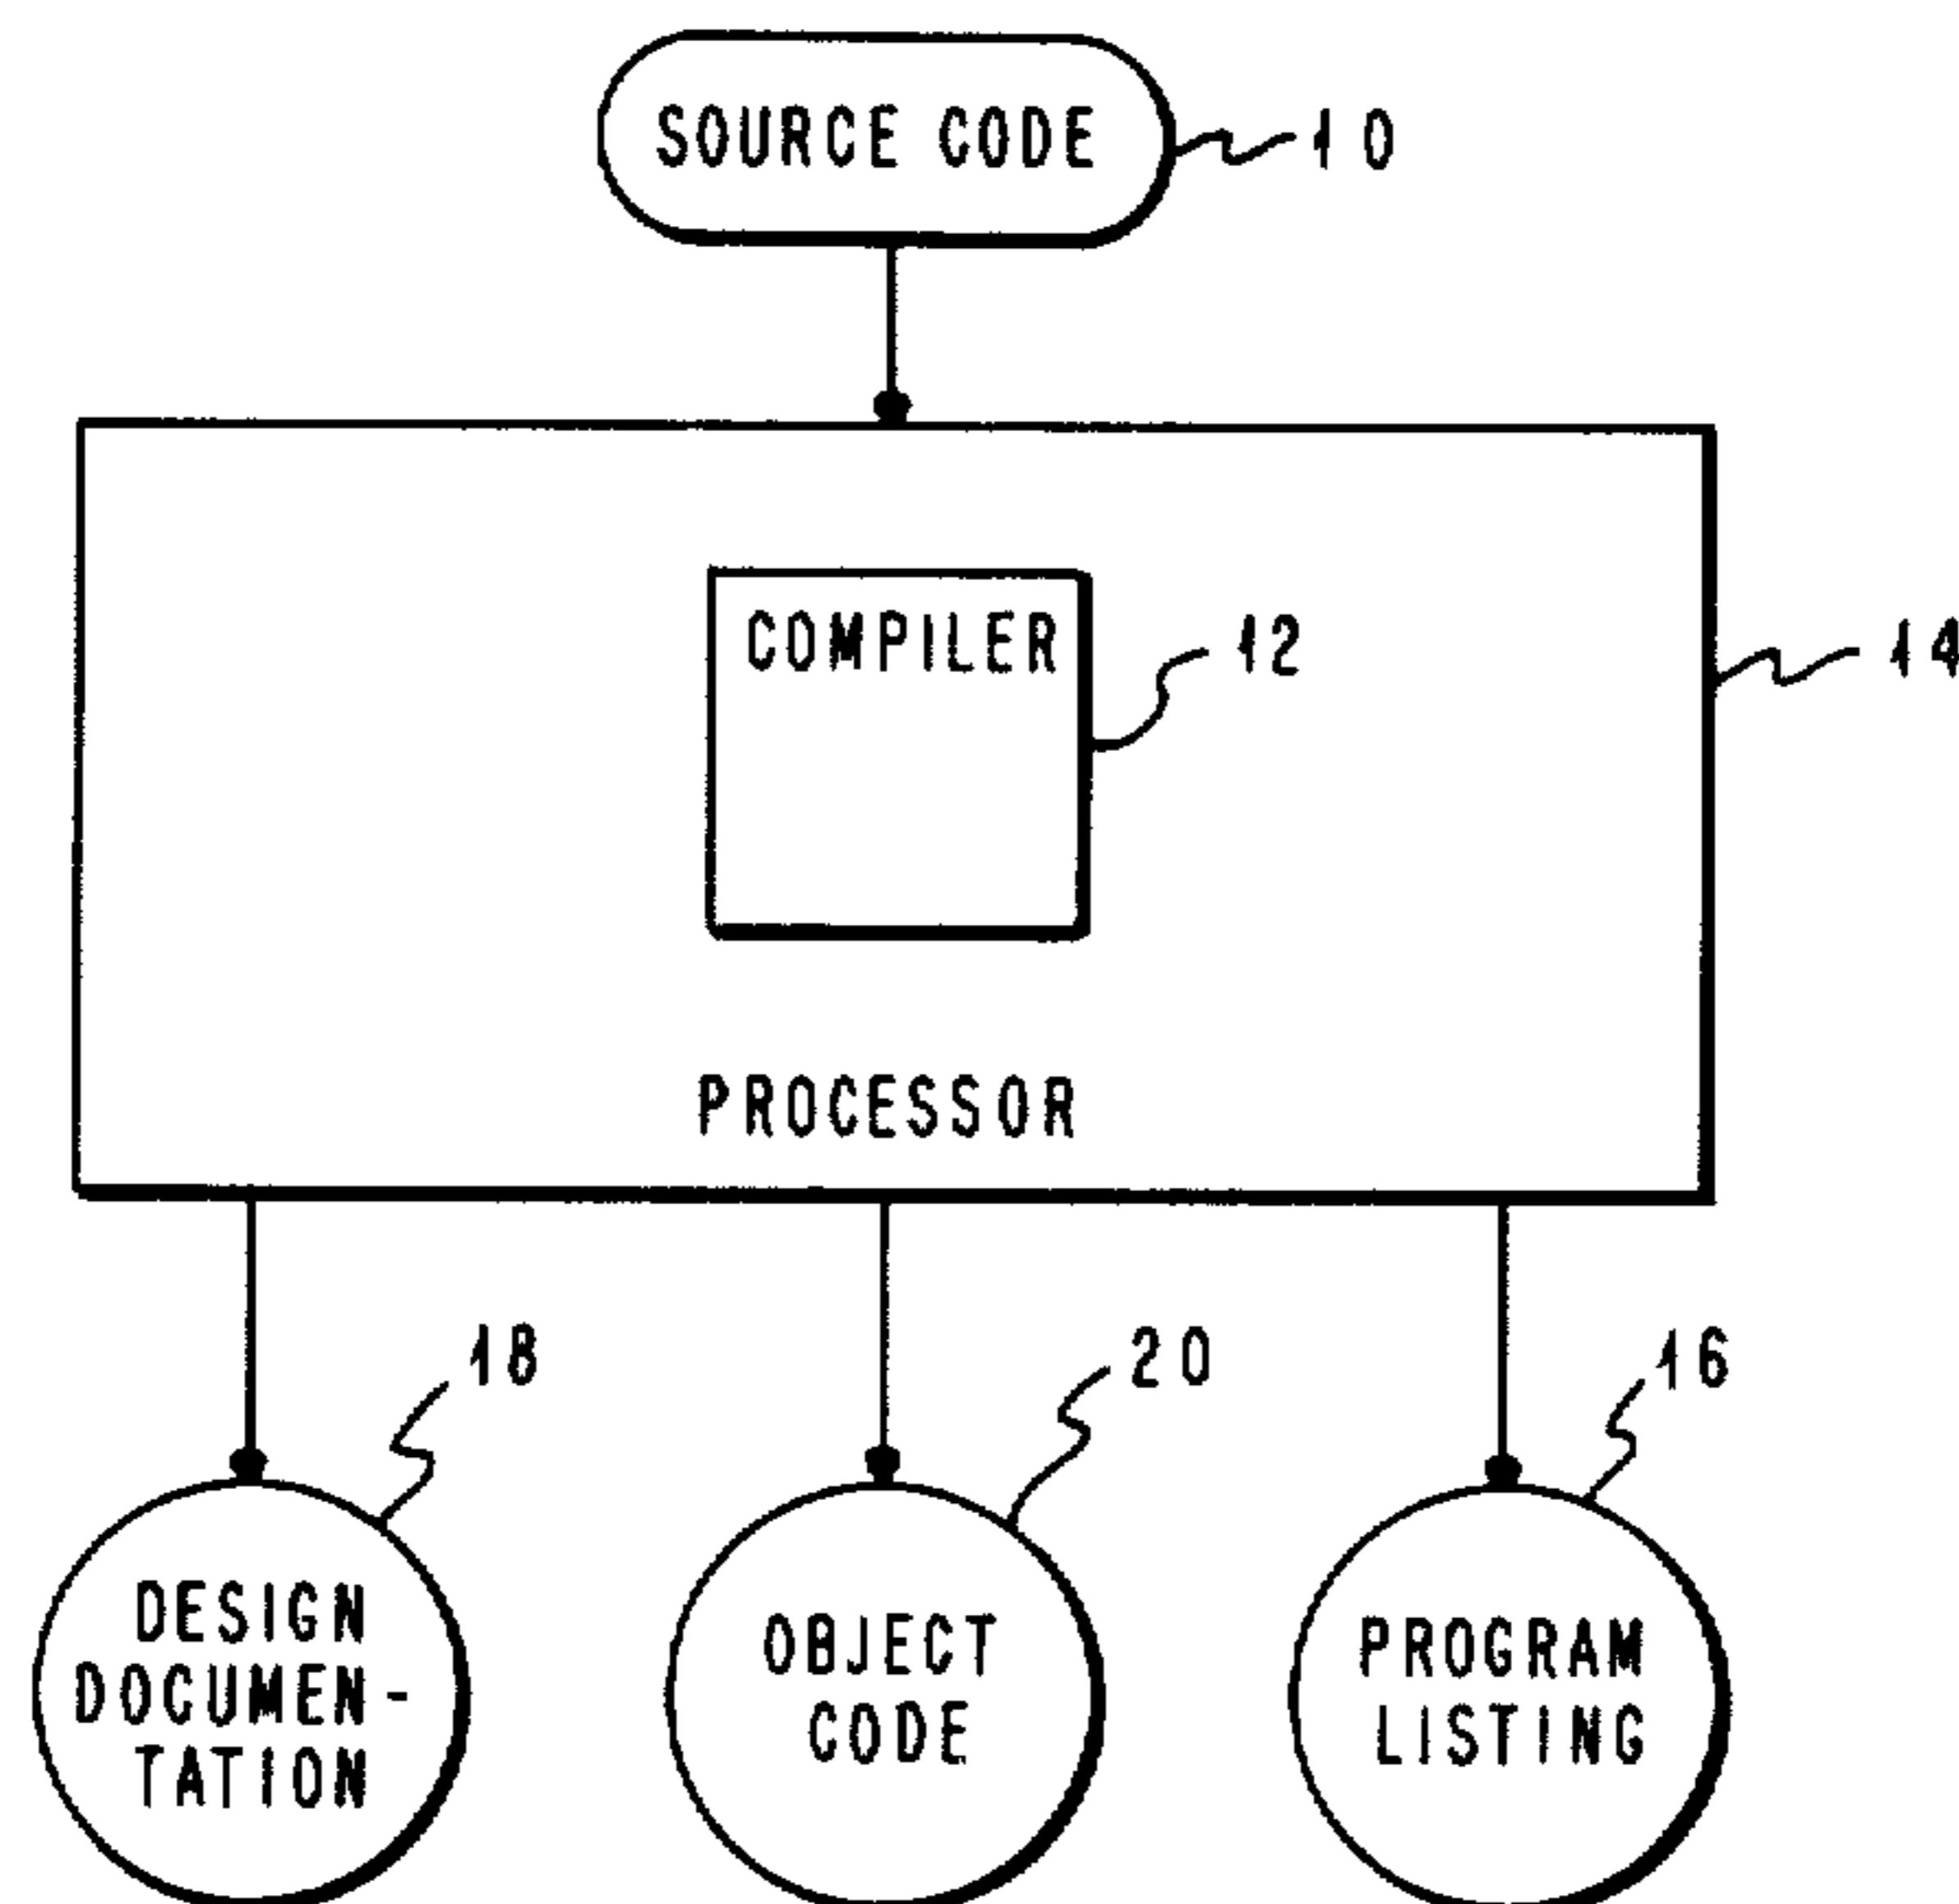 SOURCE CODE
10
COMPILER
12
14
PROCESSOR
18
20
16
DESIGN
DOCUMEN-
TATION
OBJECT
CODE
PROGRAM
LISTING